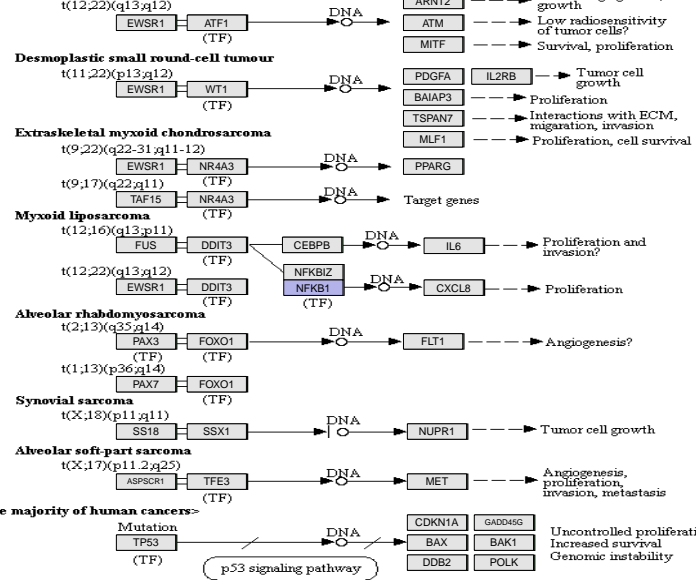 t(12;22)(q13;q12)
ARNT2
growth
EWSR1 ATF1 DNA ATM Low radiosensitivity
of tumor cells?
(TF)
MITF Survival, proliferation
Desmoplastic small round-cell tumour
t(11;22)(p13;q12)
EWSR1 WT1 DNA PDGFA IL2RB Tumor cell
growth
(TF)
BAIAP3 Proliferation
TSPAN7 Interactions with ECM,
migaration, invasion
MLF1 Proliferation, cell survival
Extraskeletal myxoid chondrosarcoma
t(9;22)(q22-31;q11-12)
EWSR1 NR4A3 DNA PPARG
(TF)
t(9;17)(q22;q11)
TAF15 NR4A3 DNA Target genes
(TF)
Myxoid liposarcoma
t(12;16)(q13;p11)
FUS DDIT3 CEBPB DNA IL6 Proliferation and
invasion?
(TF)
t(12;22)(q13;q12)
NFKBIZ
EWSR1 DDIT3 NFKB1 DNA CXCL8 Proliferation
(TF) (TF)
Alveolar rhabdomyosarcoma
t(2;13)(q35;q14)
PAX3 FOXO1 DNA FLT1 Angiogenesis?
(TF) (TF)
t(1;13)(p36;q14)
PAX7 FOXO1
(TF)
Synovial sarcoma
t(X;18)(p11;q11)
SS18 SSX1 DNA NUPR1 Tumor cell growth
Alveolar soft-part sarcoma
t(X;17)(p11.2;q25)
ASPSCR1 TFE3 DNA MET Angiogenesis,
proliferation,
invasion, metastasis
(TF)
e majority of human cancers>
Mutation
CDKN1A GADD45G
TP53 DNA BAX BAK1 Uncontrolled proliferati
Increased survival
Genomic instability
(TF)
DDB2 POLK
p53 signaling pathway